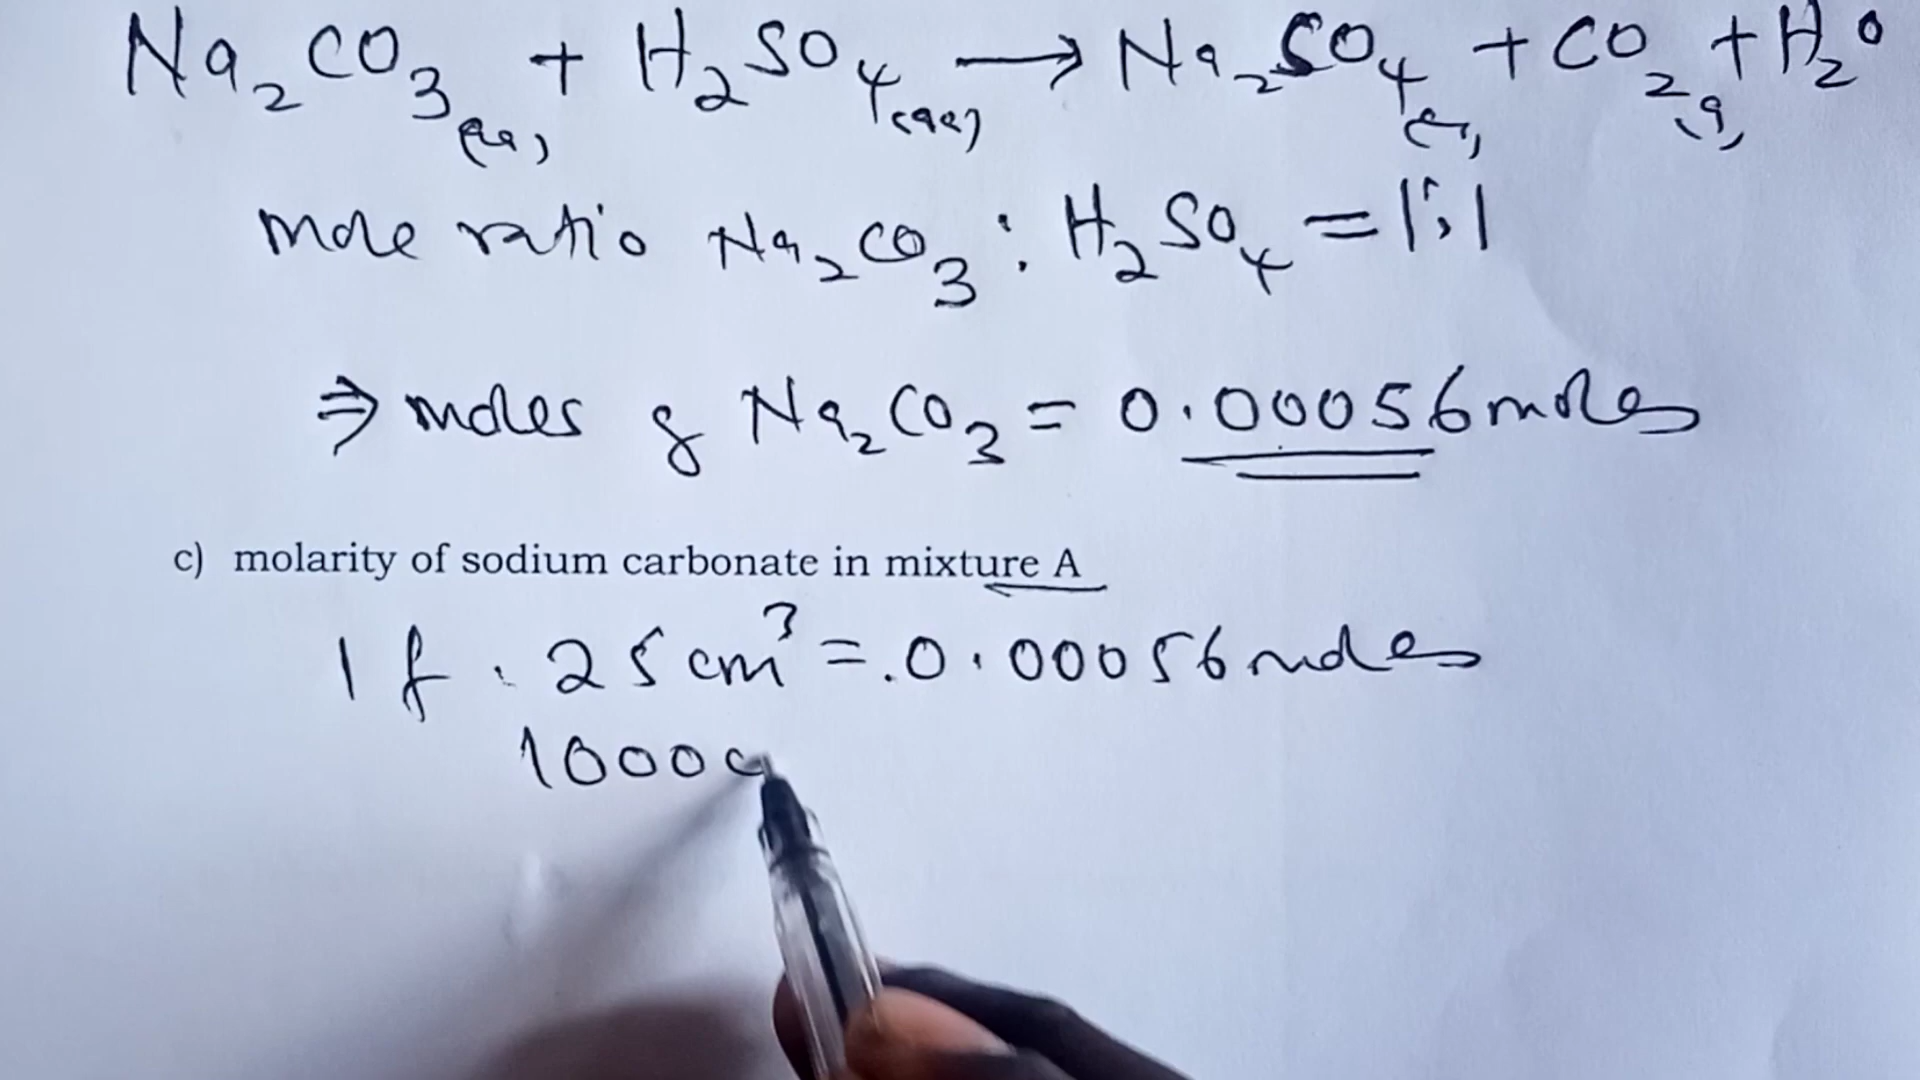 Na₂CO₃(aq) + H₂SO₄(aq) → Na₂SO₄ + CO₂(g) + H₂O
mole ratio Na₂CO₃ : H₂SO₄ = 1:1
⇒ moles of Na₂CO₃ = 0.00056 moles
c) molarity of sodium carbonate in mixture A
If 25cm³ = 0.00056 moles
1000 c